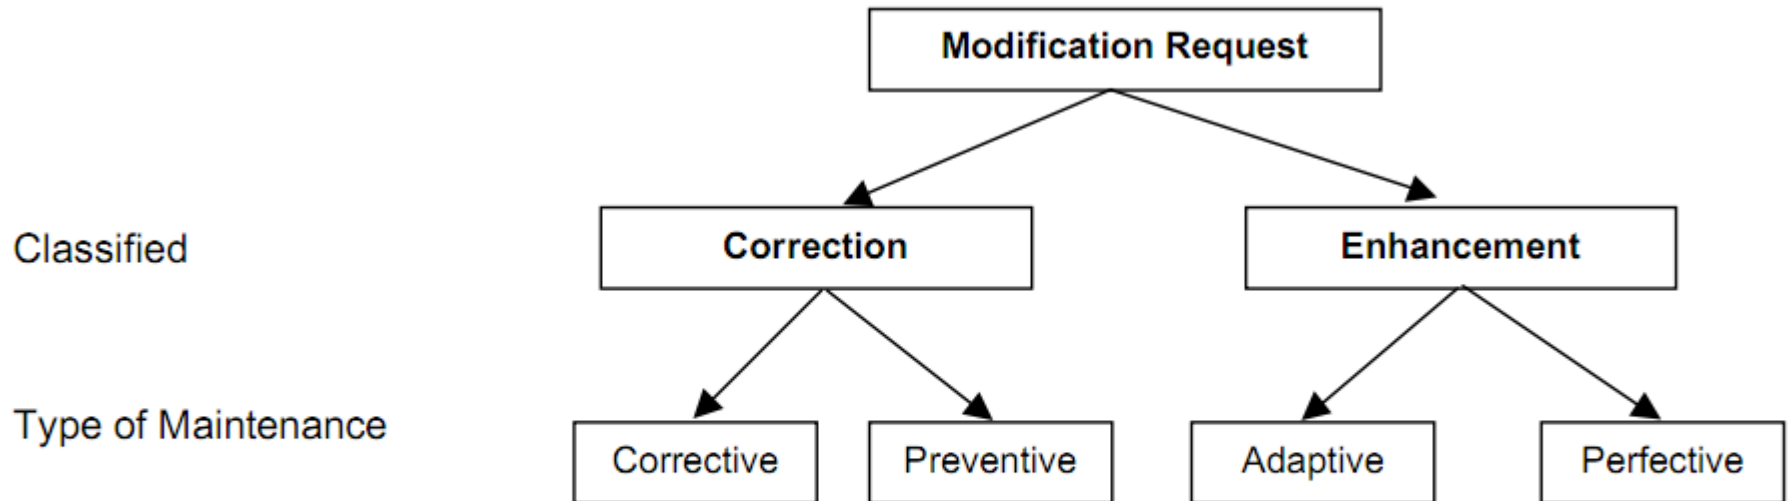 Modification Request
Classified
Correction
Enhancement
Type of Maintenance
Corrective
Preventive
Adaptive
Perfective